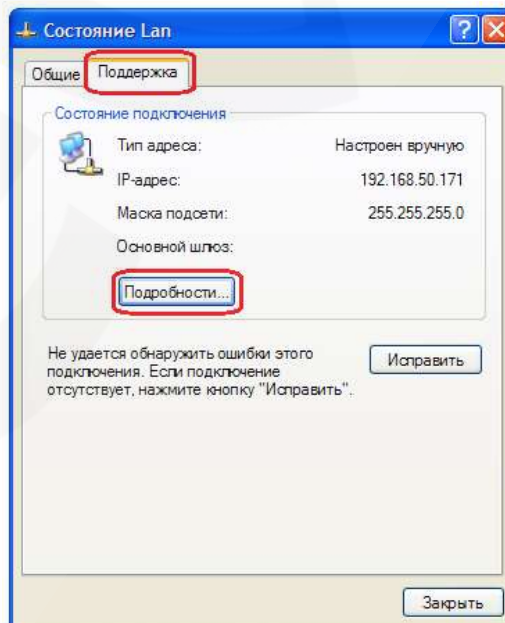 Состояние Lan
Общие Поддержка
Состояние подключения
Тип адреса: Настроен вручную
IP-адрес: 192.168.50.171
Маска подсети: 255.255.255.0
Основной шлюз:
Подробности...
Не удается обнаружить ошибки этого
подключения. Если подключение
отсутствует, нажмите кнопку "Исправить".
Исправить
Закрыть